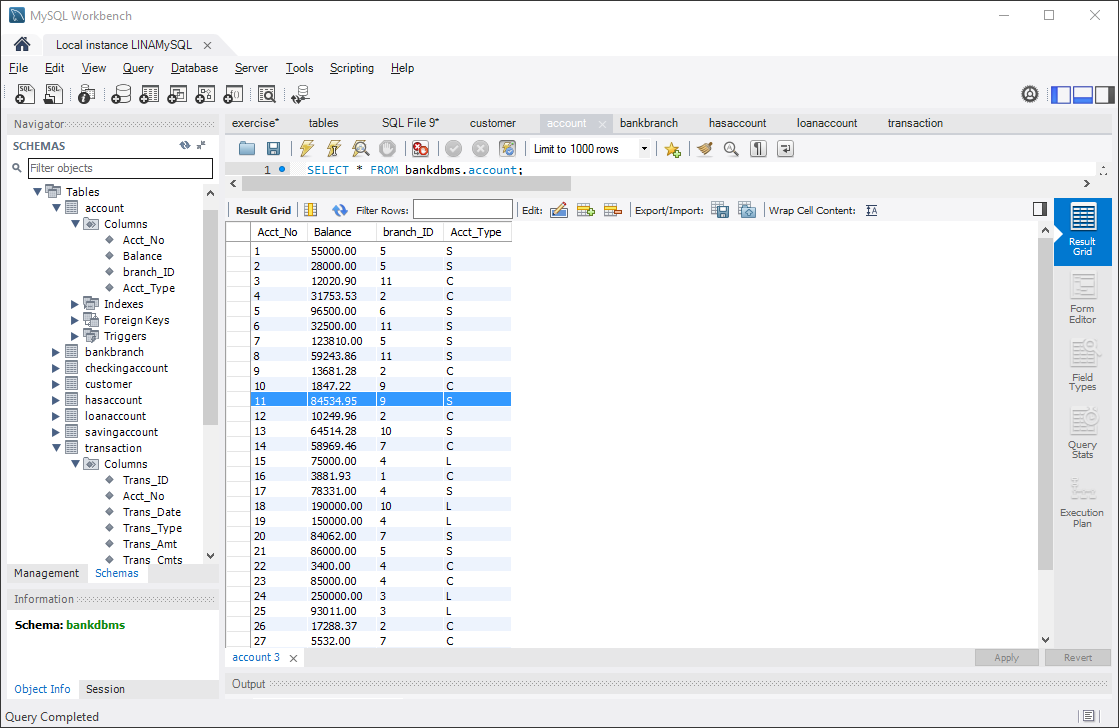 MySQL Workbench
Local instance LINAMySQL
File Edit View Query Database Server Tools Scripting Help
Navigator
SCHEMAS
Filter objects
Tables
account
Columns
Acct_No
Balance
branch_ID
Acct_Type
Indexes
Foreign Keys
Triggers
bankbranch
checkingaccount
customer
hasaccount
loanaccount
savingaccount
transaction
Columns
Trans_ID
Acct_No
Trans_Date
Trans_Type
Trans_Amt
Trans_Cmts
Management Schemas
Information
Schema: bankdbms
Object Info Session
Query Completed
exercise* tables SQL File 9* customer account bankbranch hasaccount loanaccount transaction
Limit to 1000 rows
1 SELECT * FROM bankdbms.account;
Result Grid Filter Rows: Edit: Export/Import: Wrap Cell Content:
Acct_No Balance branch_ID Acct_Type
1 55000.00 5 S
2 28000.00 5 S
3 12020.90 11 C
4 31753.53 2 C
5 96500.00 6 S
6 32500.00 11 S
7 123810.00 5 S
8 59243.86 11 S
9 13681.28 2 C
10 1847.22 9 C
11 84534.95 9 S
12 10249.96 2 C
13 64514.28 10 S
14 58969.46 7 C
15 75000.00 4 L
16 3881.93 1 C
17 78331.00 4 S
18 190000.00 10 L
19 150000.00 4 L
20 84062.00 7 S
21 86000.00 5 S
22 3400.00 4 C
23 85000.00 4 C
24 250000.00 3 L
25 93011.00 3 L
26 17288.37 2 C
27 5532.00 7 C
Result
Grid
Form
Editor
Field
Types
Query
Stats
Execution
Plan
account 3
Apply Revert
Output